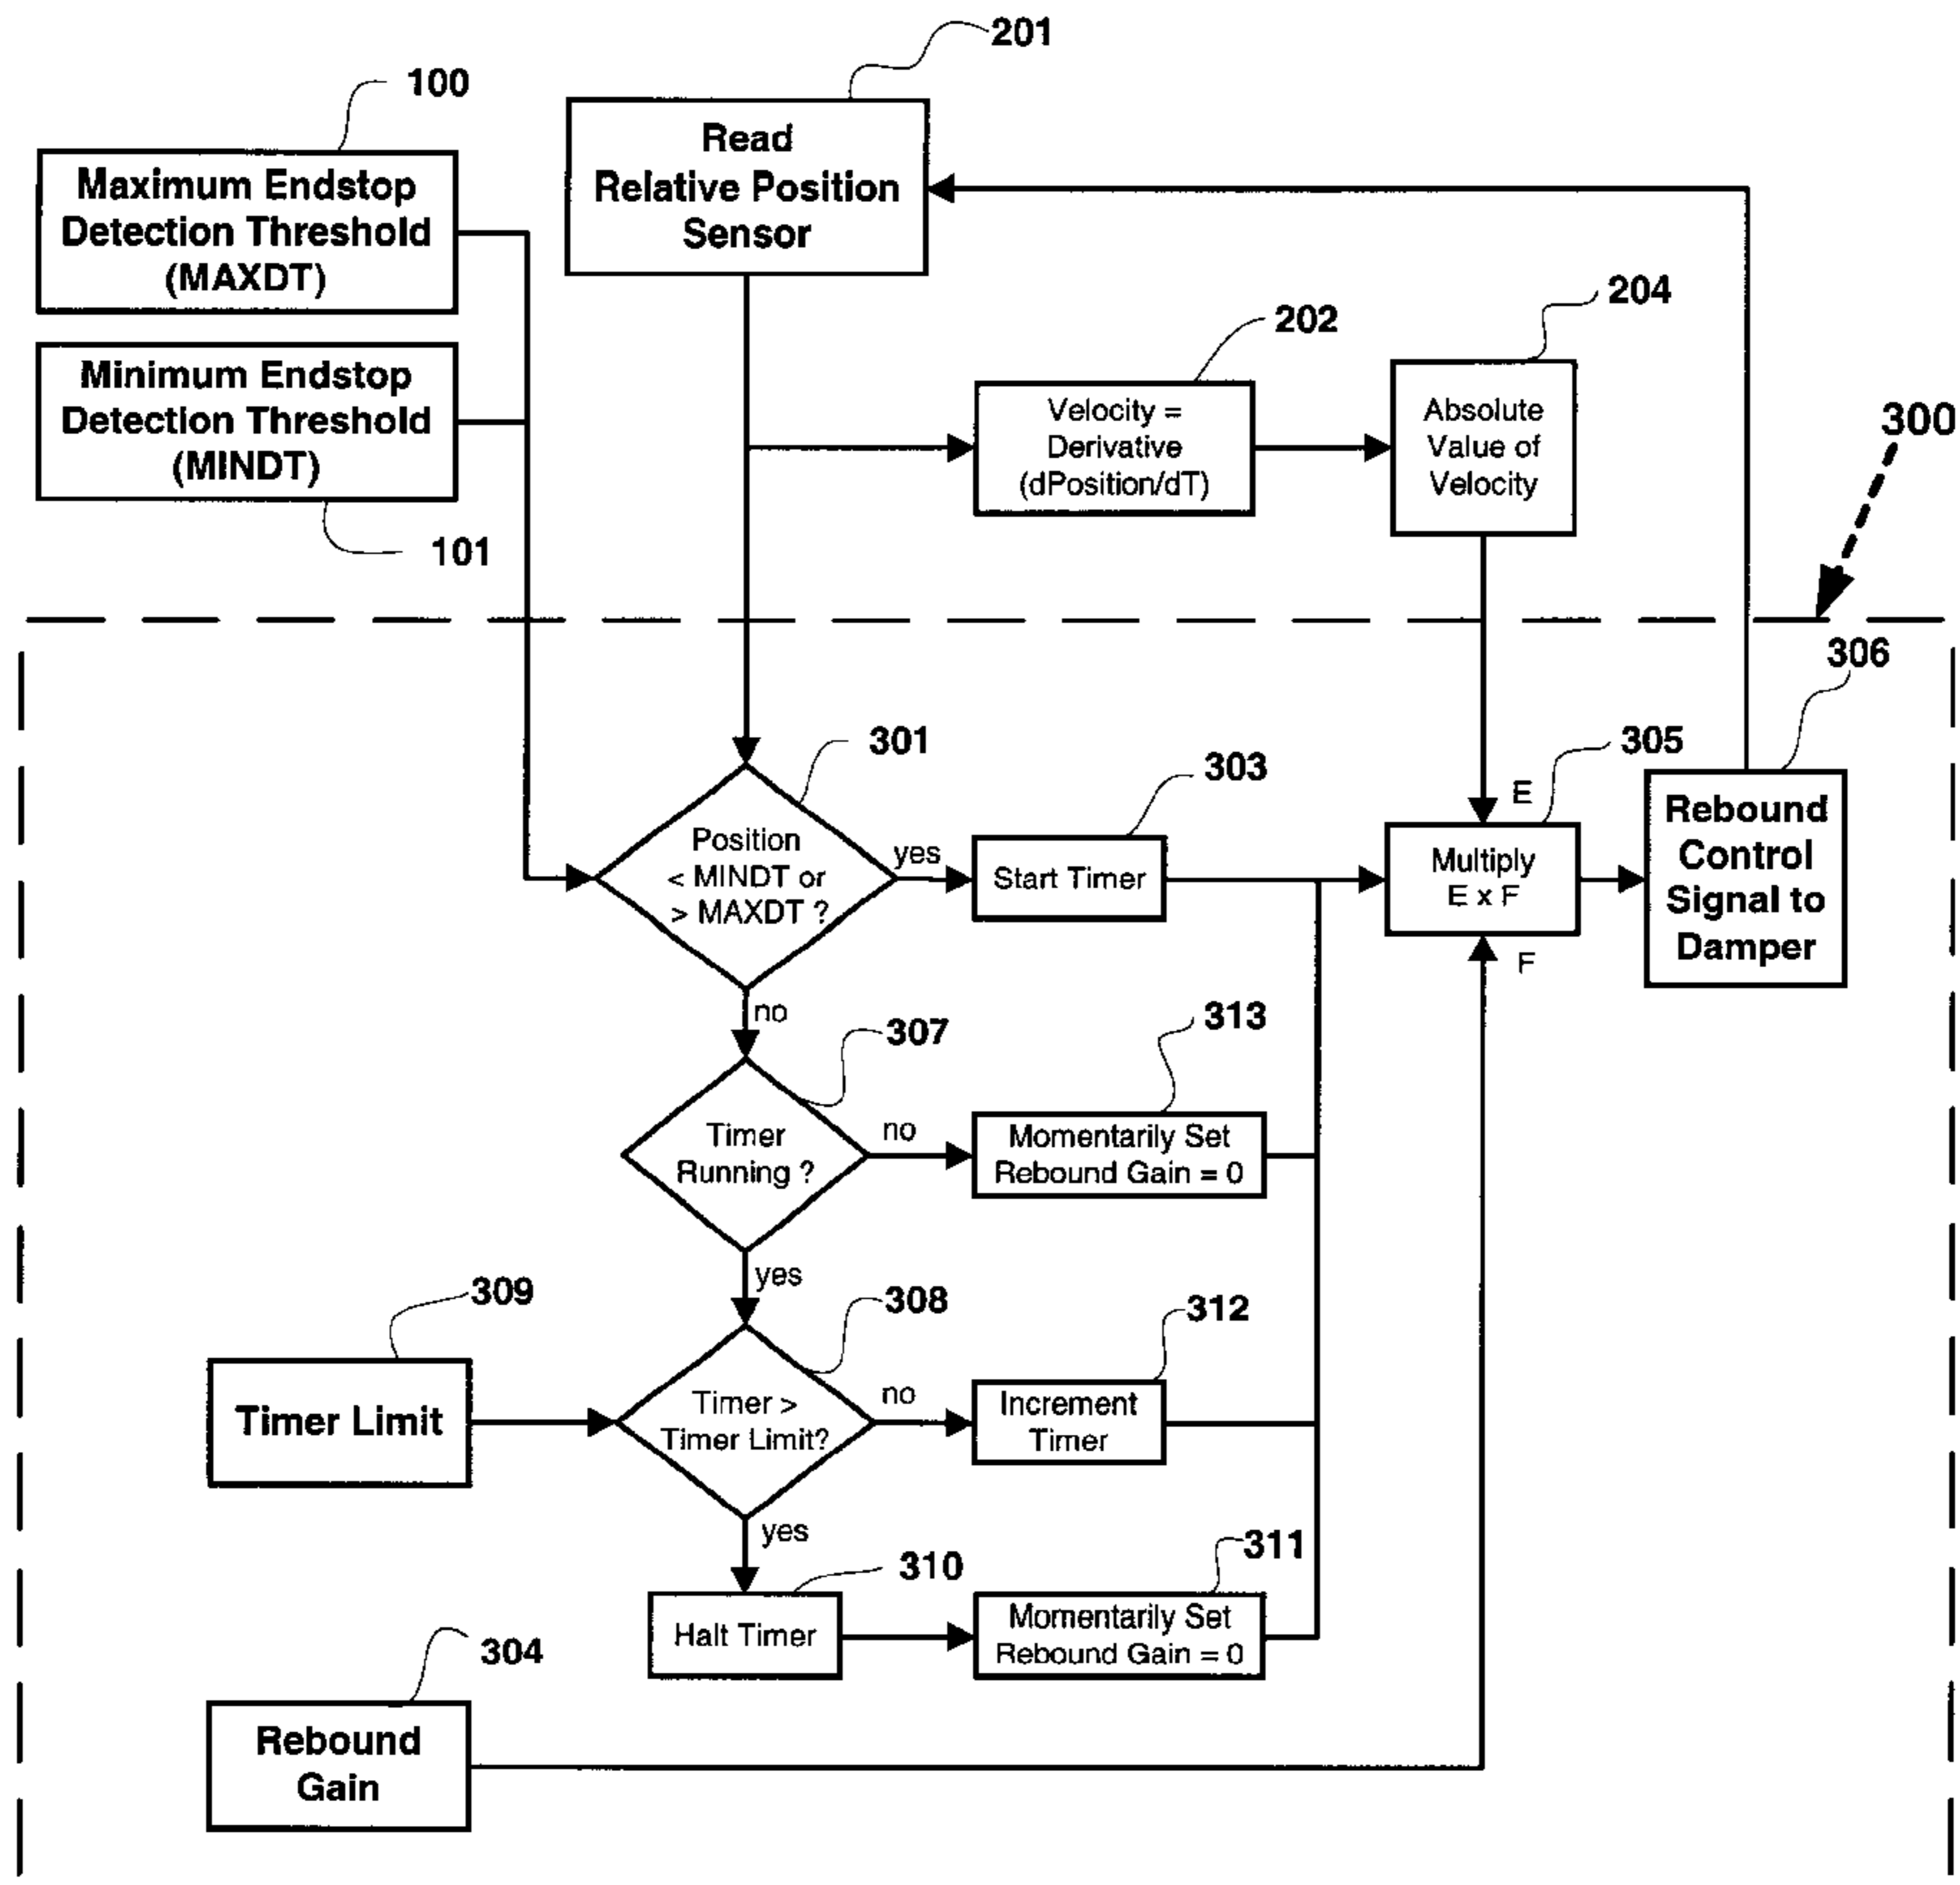 201
100
Read
Relative Position
Sensor
Maximum Endstop
Detection Threshold
(MAXDT)
204
202
Minimum Endstop
Detection Threshold
(MINDT)
Velocity =
Derivative
(dPosition/dT)
Absolute
Value of
Velocity
300
101
306
301
303
305
E
Position
< MINDT or
> MAXDT ?
yes
Start Timer
Multiply
E x F
Rebound
Control
Signal to
Damper
F
no
307
313
Timer
Running ?
no
Momentarily Set
Rebound Gain = 0
yes
309
308
312
Timer Limit
Timer >
Timer Limit?
no
Increment
Timer
yes
310
311
Halt Timer
Momentarily Set
Rebound Gain = 0
304
Rebound
Gain